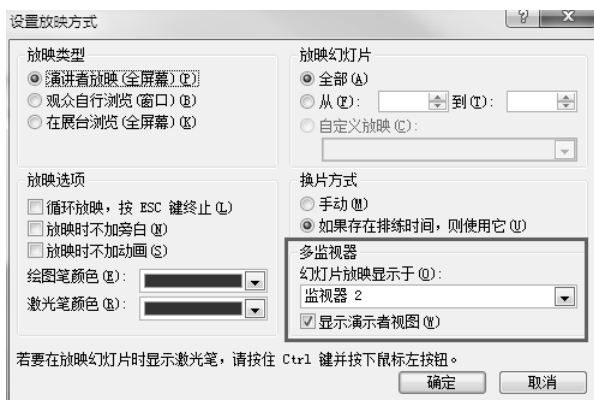 设置放映方式
放映类型
演讲者放映(全屏幕)(P)
观众自行浏览(窗口)(B)
在展台浏览(全屏幕)(K)
放映幻灯片
全部(A)
从(F): 到(T):
自定义放映(C):
放映选项
循环放映，按 ESC 键终止(L)
放映时不加旁白(N)
放映时不加动画(S)
绘图笔颜色(E):
激光笔颜色(R):
换片方式
手动(M)
如果存在排练时间，则使用它(U)
多监视器
幻灯片放映显示于(O):
监视器 2
显示演示者视图(W)
若要在放映幻灯片时显示激光笔，请按住 Ctrl 键并按下鼠标左按钮。
确定 取消